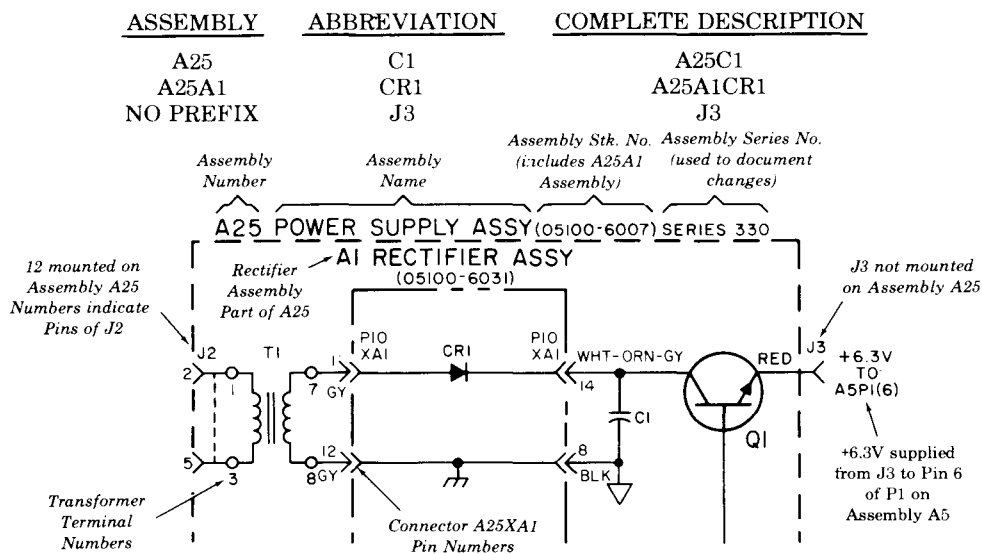 ASSEMBLY ABBREVIATION COMPLETE DESCRIPTION
A25 C1 A25C1
A25A1 CR1 A25A1CR1
NO PREFIX J3 J3
Assembly Number
Assembly Name
Assembly Stk. No. (includes A25A1 Assembly)
Assembly Series No. (used to document changes)
A25 POWER SUPPLY ASSY (05100-6007) SERIES 330
A1 RECTIFIER ASSY
(05100-6031)
12 mounted on
Assembly A25
Numbers indicate
Pins of J2
Rectifier
Assembly
Part of A25
J3 not mounted
on Assembly A25
J2
T1
P10
XA1
CR1
P10
XA1
WHT-ORN-GY
RED
J3
+6.3V
TO
A5P1(6)
2
1
7
GY
14
C1
Q1
5
3
8
12
GY
8
BLK
+6.3V supplied
from J3 to Pin 6
of P1 on
Assembly A5
Transformer
Terminal
Numbers
Connector A25XA1
Pin Numbers